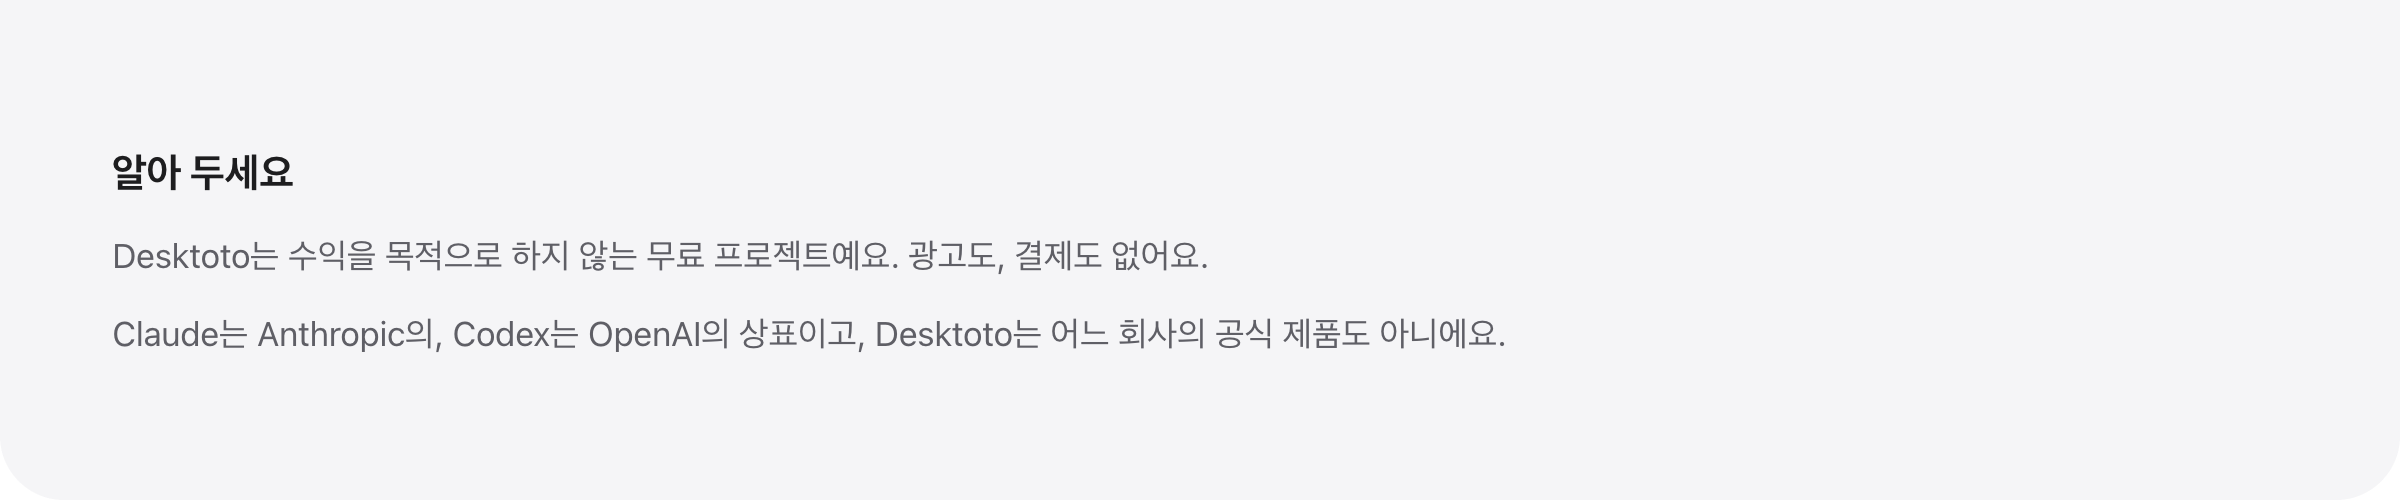 알아 두세요
Desktoto는 수익을 목적으로 하지 않는 무료 프로젝트예요. 광고도, 결제도 없어요.
Claude는 Anthropic의, Codex는 OpenAI의 상표이고, Desktoto는 어느 회사의 공식 제품도 아니에요.